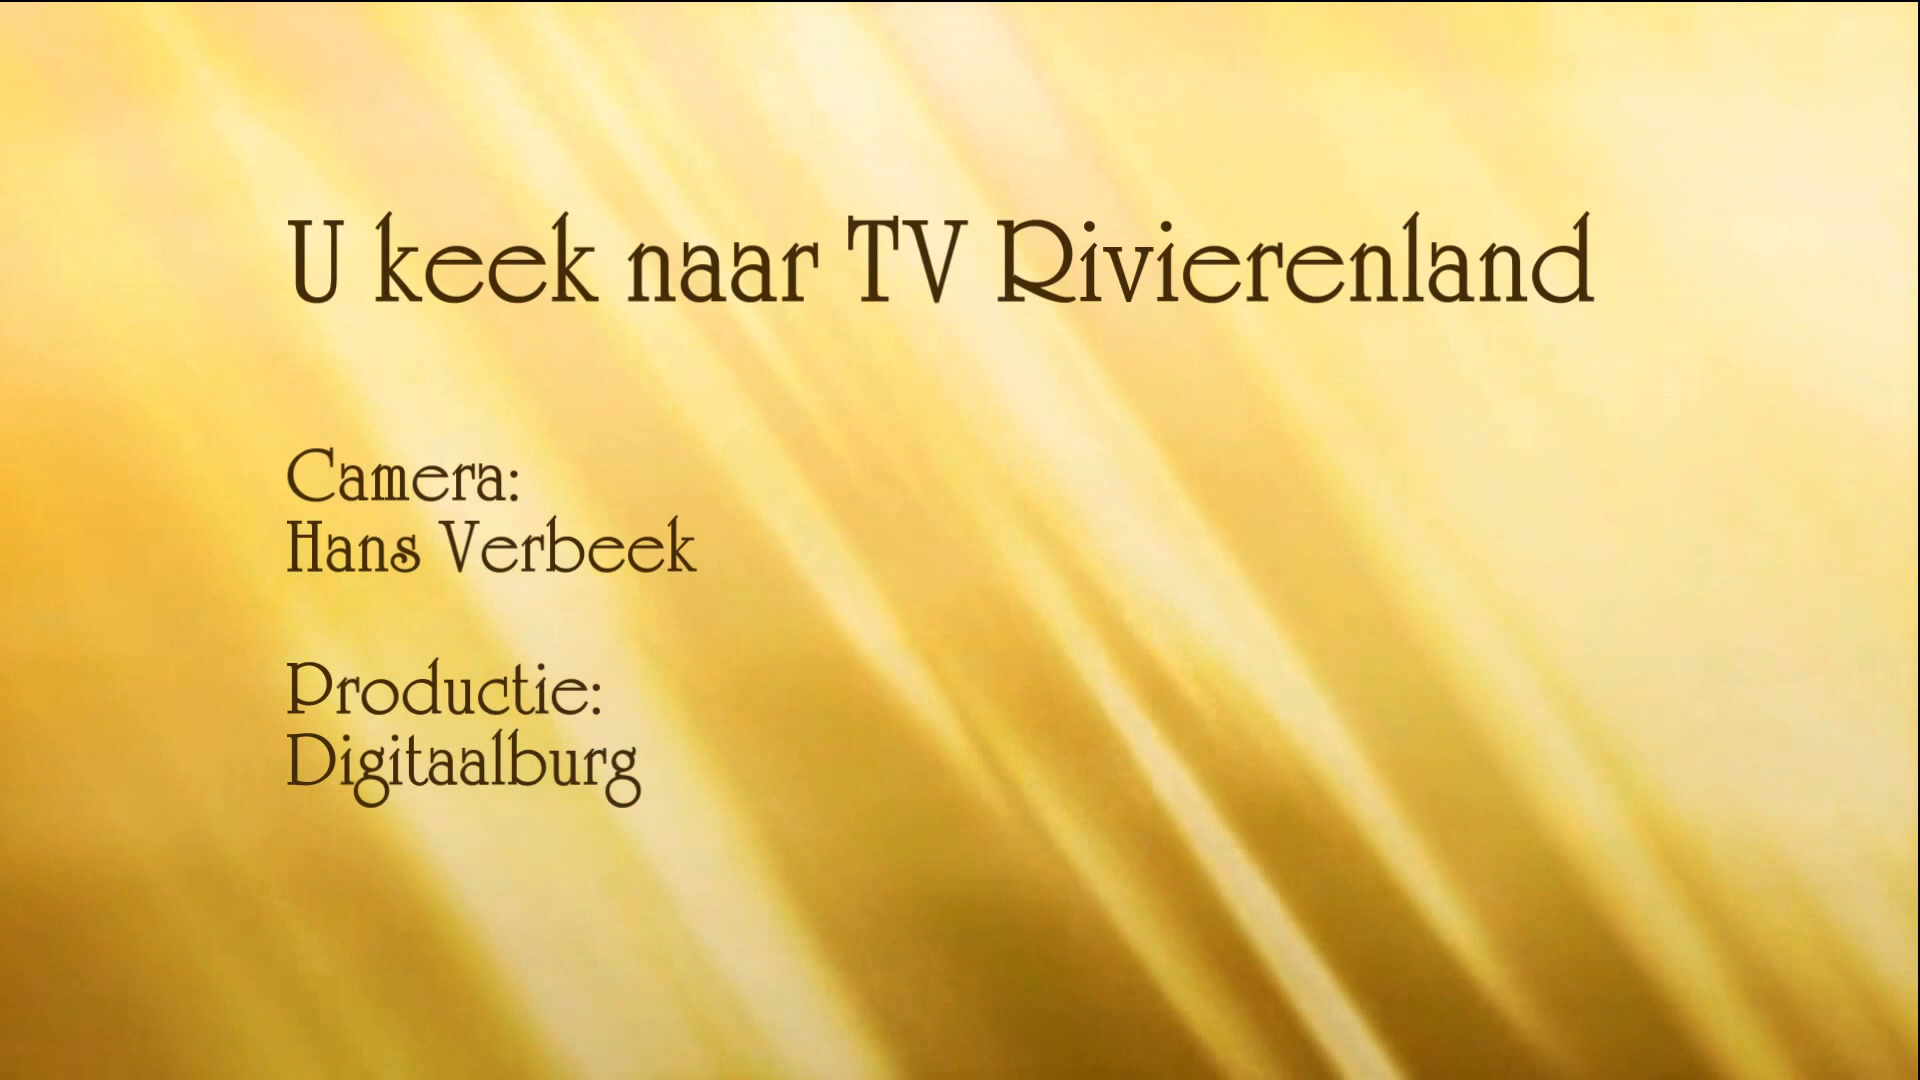 U keek naar TV Rivierenland
Camera:
Hans Verbeek
Productie:
Digitaalburg